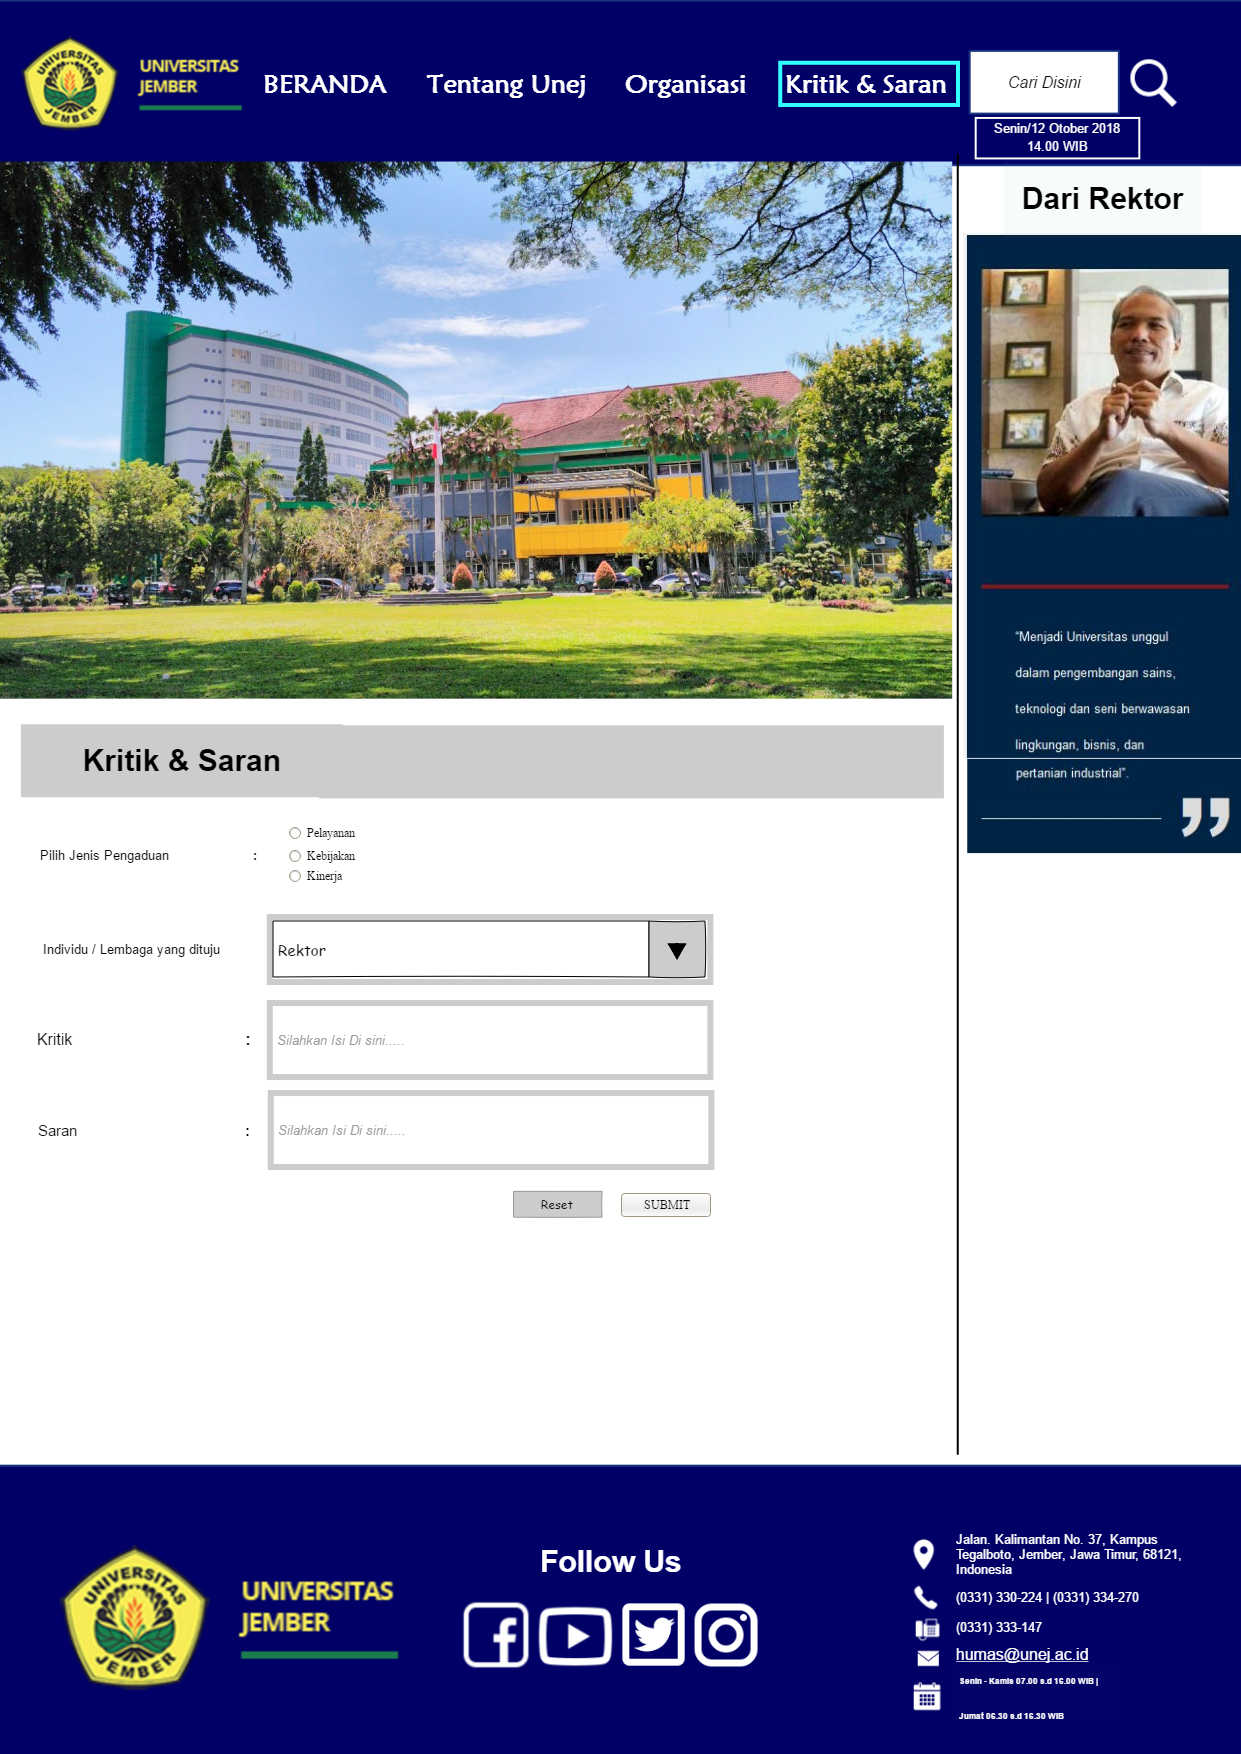 UNIVERSITAS
JEMBER
UNIVERSITAS
JEMBER
BERANDA
Tentang Unej
Organisasi
Kritik & Saran
Cari Disini
Senin/12 Otober 2018
14.00 WIB
Dari Rektor
“Menjadi Universitas unggul
dalam pengembangan sains,
teknologi dan seni berwawasan
lingkungan, bisnis, dan
pertanian industrial”.
Kritik & Saran
Pilih Jenis Pengaduan :
Pelayanan
Kebijakan
Kinerja
Individu / Lembaga yang dituju
Rektor
Kritik :
Silahkan Isi Di sini.....
Saran :
Silahkan Isi Di sini.....
Reset
SUBMIT
UNIVERSITAS
JEMBER
UNIVERSITAS
JEMBER
Follow Us
Jalan. Kalimantan No. 37, Kampus
Tegalboto, Jember, Jawa Timur, 68121,
Indonesia
(0331) 330-224 | (0331) 334-270
(0331) 333-147
humas@unej.ac.id
Senin - Kamis 07.00 s.d 16.00 WIB |
Jumat 06.30 s.d 16.30 WIB